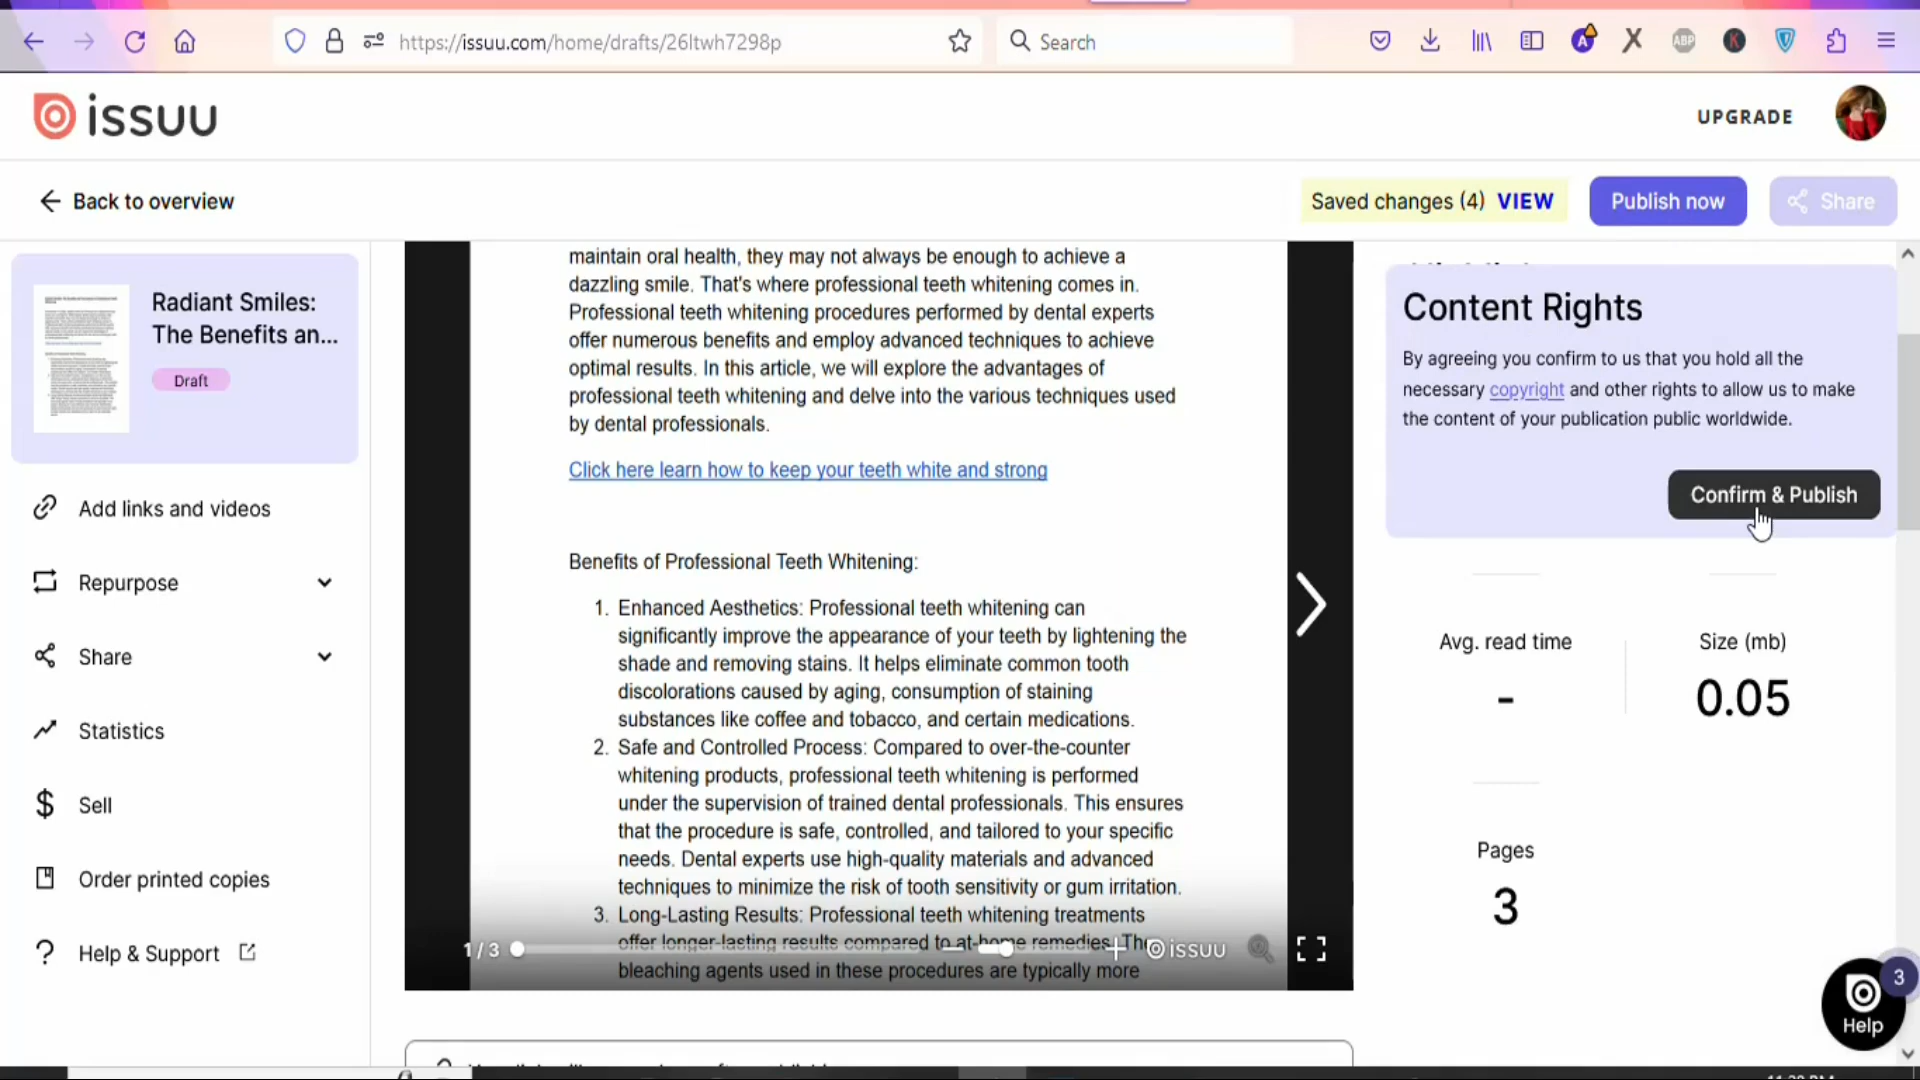 https://issuu.com/home/drafts/26ltwh7298p
Search
A
ABP
K
issuu
UPGRADE
Back to overview
Saved changes (4) VIEW
Publish now
Share
Radiant Smiles:
The Benefits an...
Draft
Add links and videos
Repurpose
Share
Statistics
Sell
Order printed copies
Help & Support
maintain oral health, they may not always be enough to achieve a
dazzling smile. That's where professional teeth whitening comes in.
Professional teeth whitening procedures performed by dental experts
offer numerous benefits and employ advanced techniques to achieve
optimal results. In this article, we will explore the advantages of
professional teeth whitening and delve into the various techniques used
by dental professionals.
Click here learn how to keep your teeth white and strong
Benefits of Professional Teeth Whitening:
1. Enhanced Aesthetics: Professional teeth whitening can
significantly improve the appearance of your teeth by lightening the
shade and removing stains. It helps eliminate common tooth
discolorations caused by aging, consumption of staining
substances like coffee and tobacco, and certain medications.
2. Safe and Controlled Process: Compared to over-the-counter
whitening products, professional teeth whitening is performed
under the supervision of trained dental professionals. This ensures
that the procedure is safe, controlled, and tailored to your specific
needs. Dental experts use high-quality materials and advanced
techniques to minimize the risk of tooth sensitivity or gum irritation.
3. Long-Lasting Results: Professional teeth whitening treatments
offer longer-lasting results compared to at-home remedies. The
bleaching agents used in these procedures are typically more
1 / 3
issuu
Content Rights
By agreeing you confirm to us that you hold all the
necessary copyright and other rights to allow us to make
the content of your publication public worldwide.
Confirm & Publish
Avg. read time
-
Size (mb)
0.05
Pages
3
3
Help